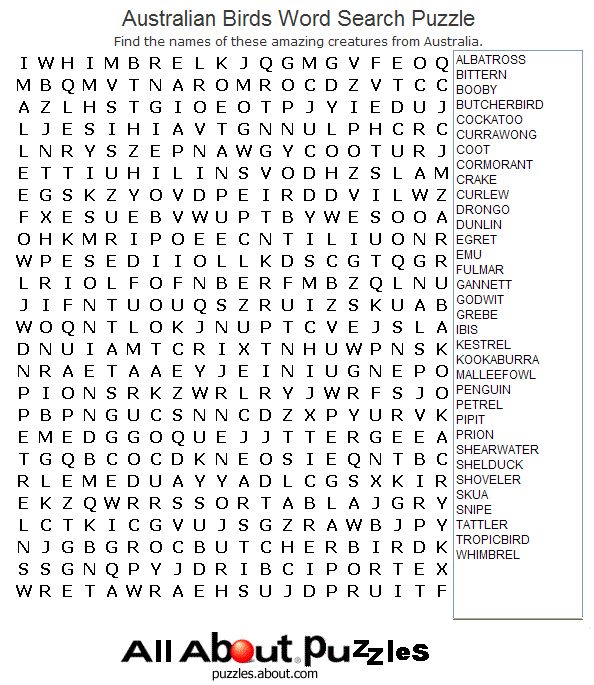 Australian Birds Word Search Puzzle
Find the names of these amazing creatures from Australia.
I W H I M B R E L K J Q G M G V F E O Q
M B Q M V T N A R O M R O C D Z V T C C
A Z L H S T G I O E O T P J Y I E D U J
L J E S I H I A V T G N N U L P H C R C
L N R Y S Z E P N A W G Y C O O T U R J
E T T I U H I L I N S V O D H Z S L A M
E G S K Z Y O V D P E I R D D V I L W Z
F X E S U E B V W U P T B Y W E S O O A
O H K M R I P O E E C N T I L I U O N R
W P E S E D I I O L L K D S C G T Q G R
L R I O L F O F N B E R F M B Z Q L N U
J I F N T U O U Q S Z R U I Z S K U A B
W O Q N T L O K J N U P T C V E J S L A
D N U I A M T C R I X T N H U W P N S K
N R A E T A A E Y J E I N I U G N E P O
P I O N S R K Z W R L R Y J W R F S J O
P B P N G U C S N N C D Z X P Y U R V K
E M E D G G O Q U E J J T T E R G E E A
T G Q B C O C D K N E O S I E Q N T B C
R L E M E D U A Y Y A D L C G S X K I R
E K Z Q W R R S S O R T A B L A J G R Y
L C T K I C G V U J S G Z R A W B J P Y
N J G B G R O C B U T C H E R B I R D K
S S G N Q P Y J D R I B C I P O R T E X
W R E T A W R A E H S U J D P R U I T F
ALBATROSS
BITTERN
BOOBY
BUTCHERBIRD
COCKATOO
CURRAWONG
COOT
CORMORANT
CRAKE
CURLEW
DRONGO
DUNLIN
EGRET
EMU
FULMAR
GANNETT
GODWIT
GREBE
IBIS
KESTREL
KOOKABURRA
MALLEEFOWL
PENGUIN
PETREL
PIPIT
PRION
SHEARWATER
SHELDUCK
SHOVELER
SKUA
SNIPE
TATTLER
TROPICBIRD
WHIMBREL
All About Puzzles
puzzles.about.com